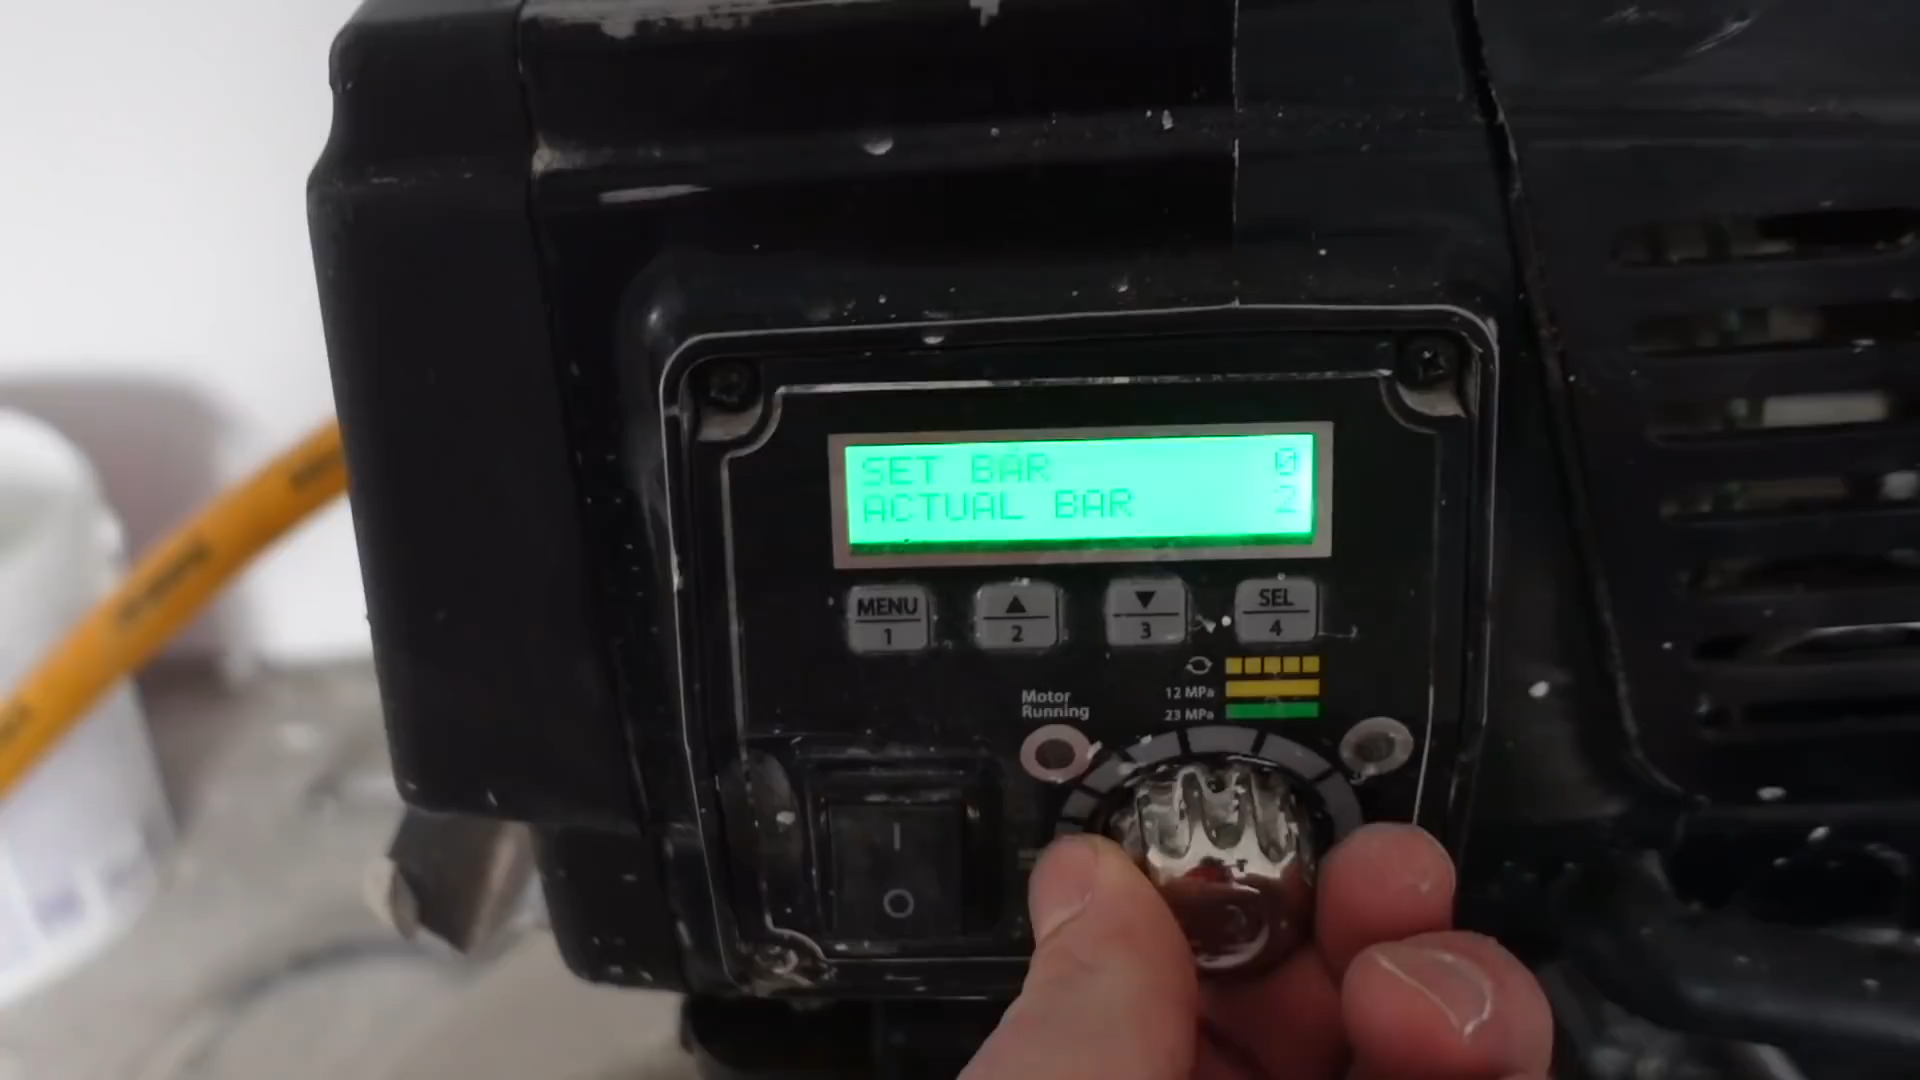 SET BAR 0
ACTUAL BAR 2
MENU
1
▲
2
▼
3
SEL
4
12 MPa
23 MPa
Motor
Running
I
O